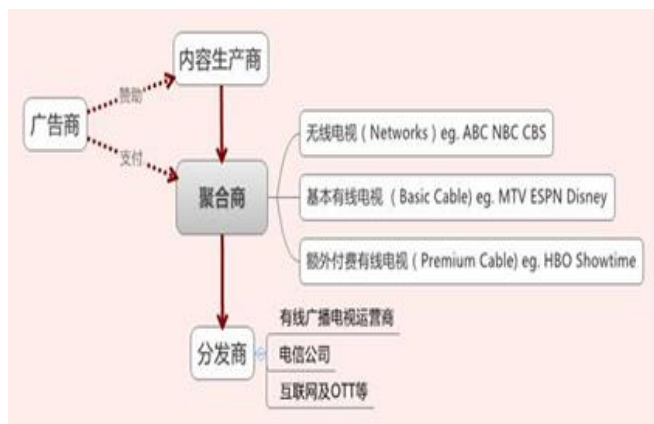 内容生产商
赞助
广告商
支付
无线电视 ( Networks ) eg. ABC NBC CBS
聚合商
基本有线电视 ( Basic Cable) eg. MTV ESPN Disney
额外付费有线电视 ( Premium Cable) eg. HBO Showtime
有线广播电视运营商
分发商
电信公司
互联网及OTT等